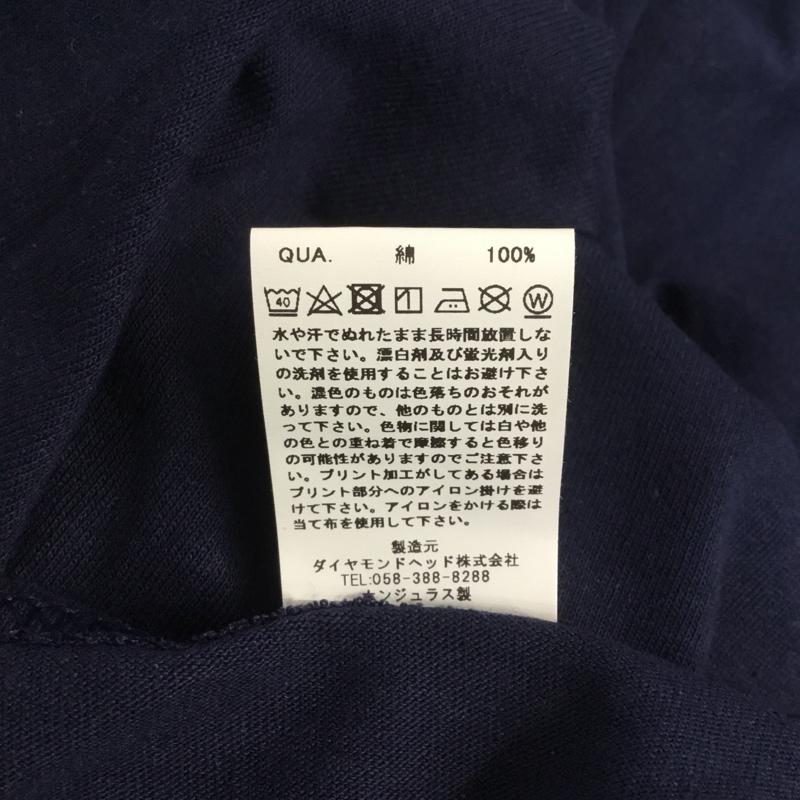 QUA. 綿 100%
40 W
水や汗でぬれたまま長時間放置しな
いで下さい。漂白剤及び蛍光剤入り
の洗剤を使用することはお避け下さ
い。濃色のものは色落ちのおそれが
ありますので、他のものとは別に洗
って下さい。色物に関しては白や他
の色との重ね着で摩擦すると色移り
の可能性がありますのでご注意下さ
い。プリント加工がしてある場合は
プリント部分へのアイロン掛けを避
けて下さい。アイロンをかける際は
当て布を使用して下さい。
製造元
ダイヤモンドヘッド株式会社
TEL:058-388-8288
ンジュラス製